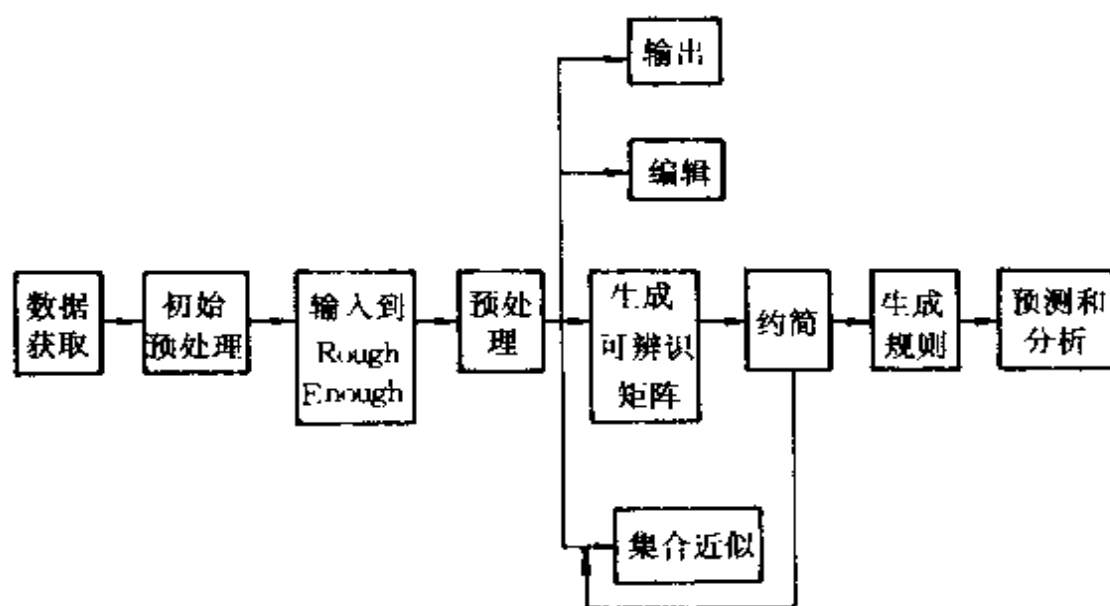 输出
编辑
数据
获取
初始
预处理
输入到
Rough
Enough
预处
理
生成
可辨识
矩阵
约简
生成
规则
预测和
分析
集合近似